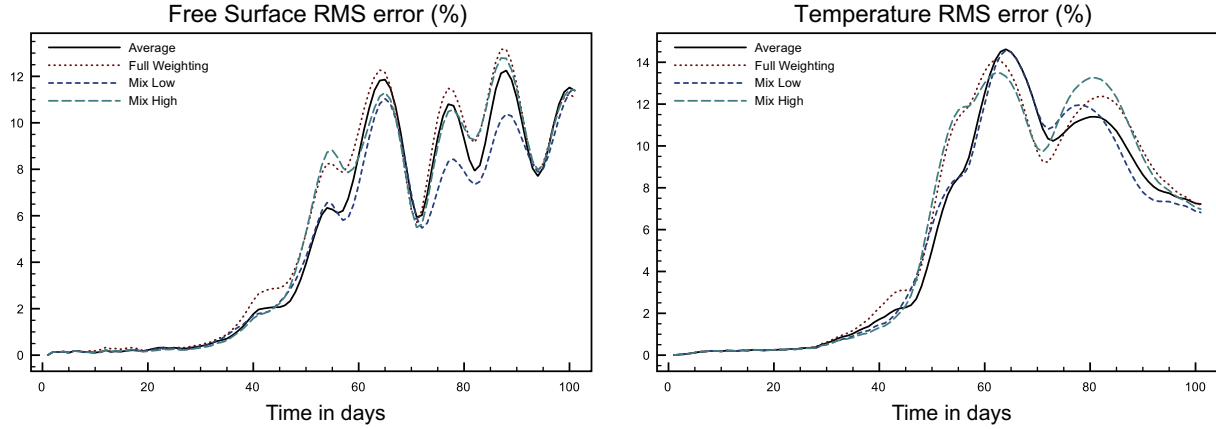 Free Surface RMS error (%)
Average
Full Weighting
Mix Low
Mix High
12
10
8
6
4
2
0
0 20 40 60 80 100
Time in days
Temperature RMS error (%)
Average
Full Weighting
Mix Low
Mix High
14
12
10
8
6
4
2
0
0 20 40 60 80 100
Time in days